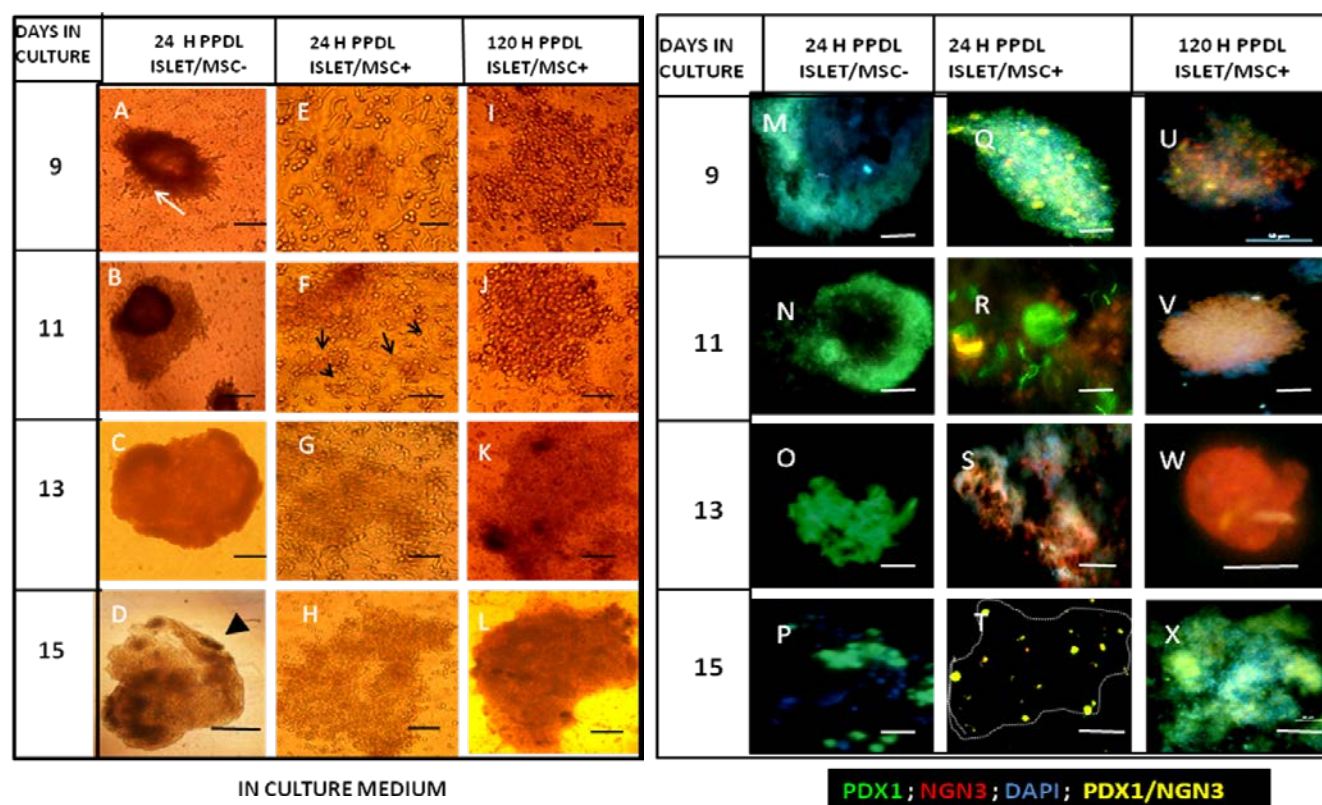 DAYS IN CULTURE
24 H PPDL ISLET/MSC-
24 H PPDL ISLET/MSC+
120 H PPDL ISLET/MSC+
9
A
E
I
11
B
F
J
13
C
G
K
15
D
H
L
IN CULTURE MEDIUM
DAYS IN CULTURE
24H PPDL ISLET/MSC-
24 H PPDL ISLET/MSC+
120 H PPDL ISLET/MSC+
9
M
Q
U
11
N
R
V
13
O
S
W
15
P
T
X
PDX1 ; NGN3 ; DAPI ; PDX1/NGN3